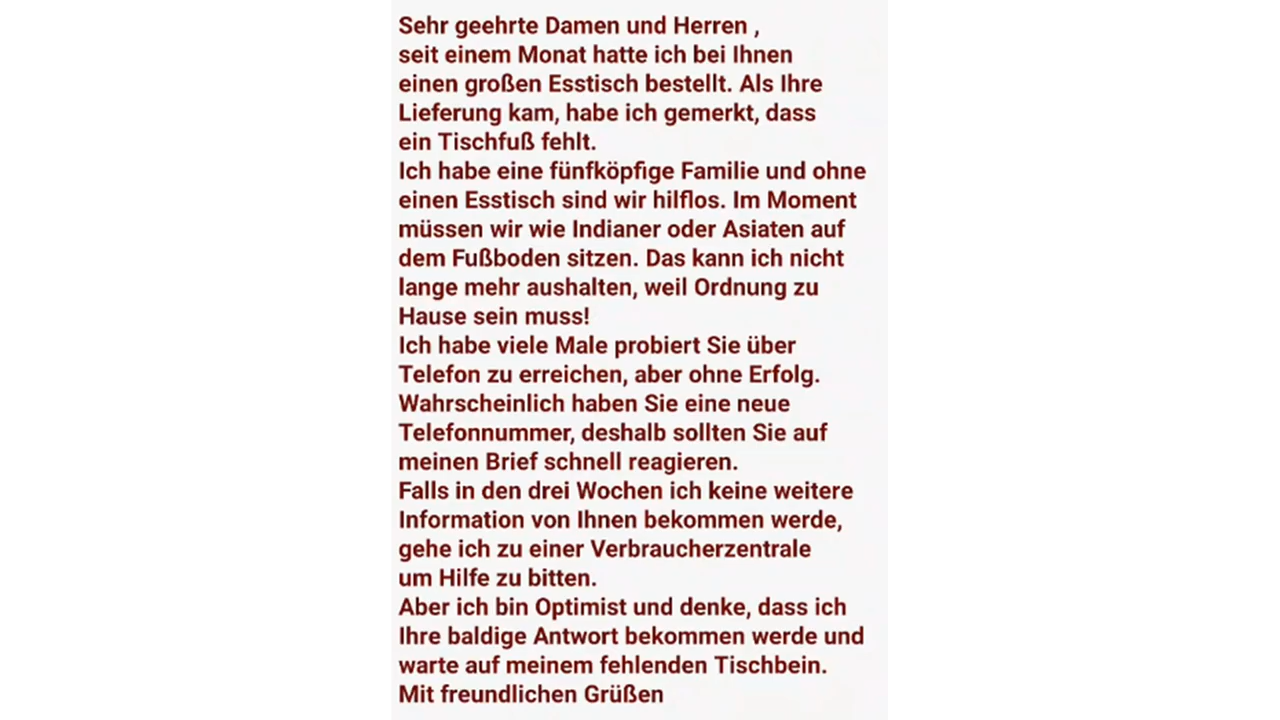 Sehr geehrte Damen und Herren ,
seit einem Monat hatte ich bei Ihnen
einen großen Esstisch bestellt. Als Ihre
Lieferung kam, habe ich gemerkt, dass
ein Tischfuß fehlt.
Ich habe eine fünfköpfige Familie und ohne
einen Esstisch sind wir hilflos. Im Moment
müssen wir wie Indianer oder Asiaten auf
dem Fußboden sitzen. Das kann ich nicht
lange mehr aushalten, weil Ordnung zu
Hause sein muss!
Ich habe viele Male probiert Sie über
Telefon zu erreichen, aber ohne Erfolg.
Wahrscheinlich haben Sie eine neue
Telefonnummer, deshalb sollten Sie auf
meinen Brief schnell reagieren.
Falls in den drei Wochen ich keine weitere
Information von Ihnen bekommen werde,
gehe ich zu einer Verbraucherzentrale
um Hilfe zu bitten.
Aber ich bin Optimist und denke, dass ich
Ihre baldige Antwort bekommen werde und
warte auf meinem fehlenden Tischbein.
Mit freundlichen Grüßen